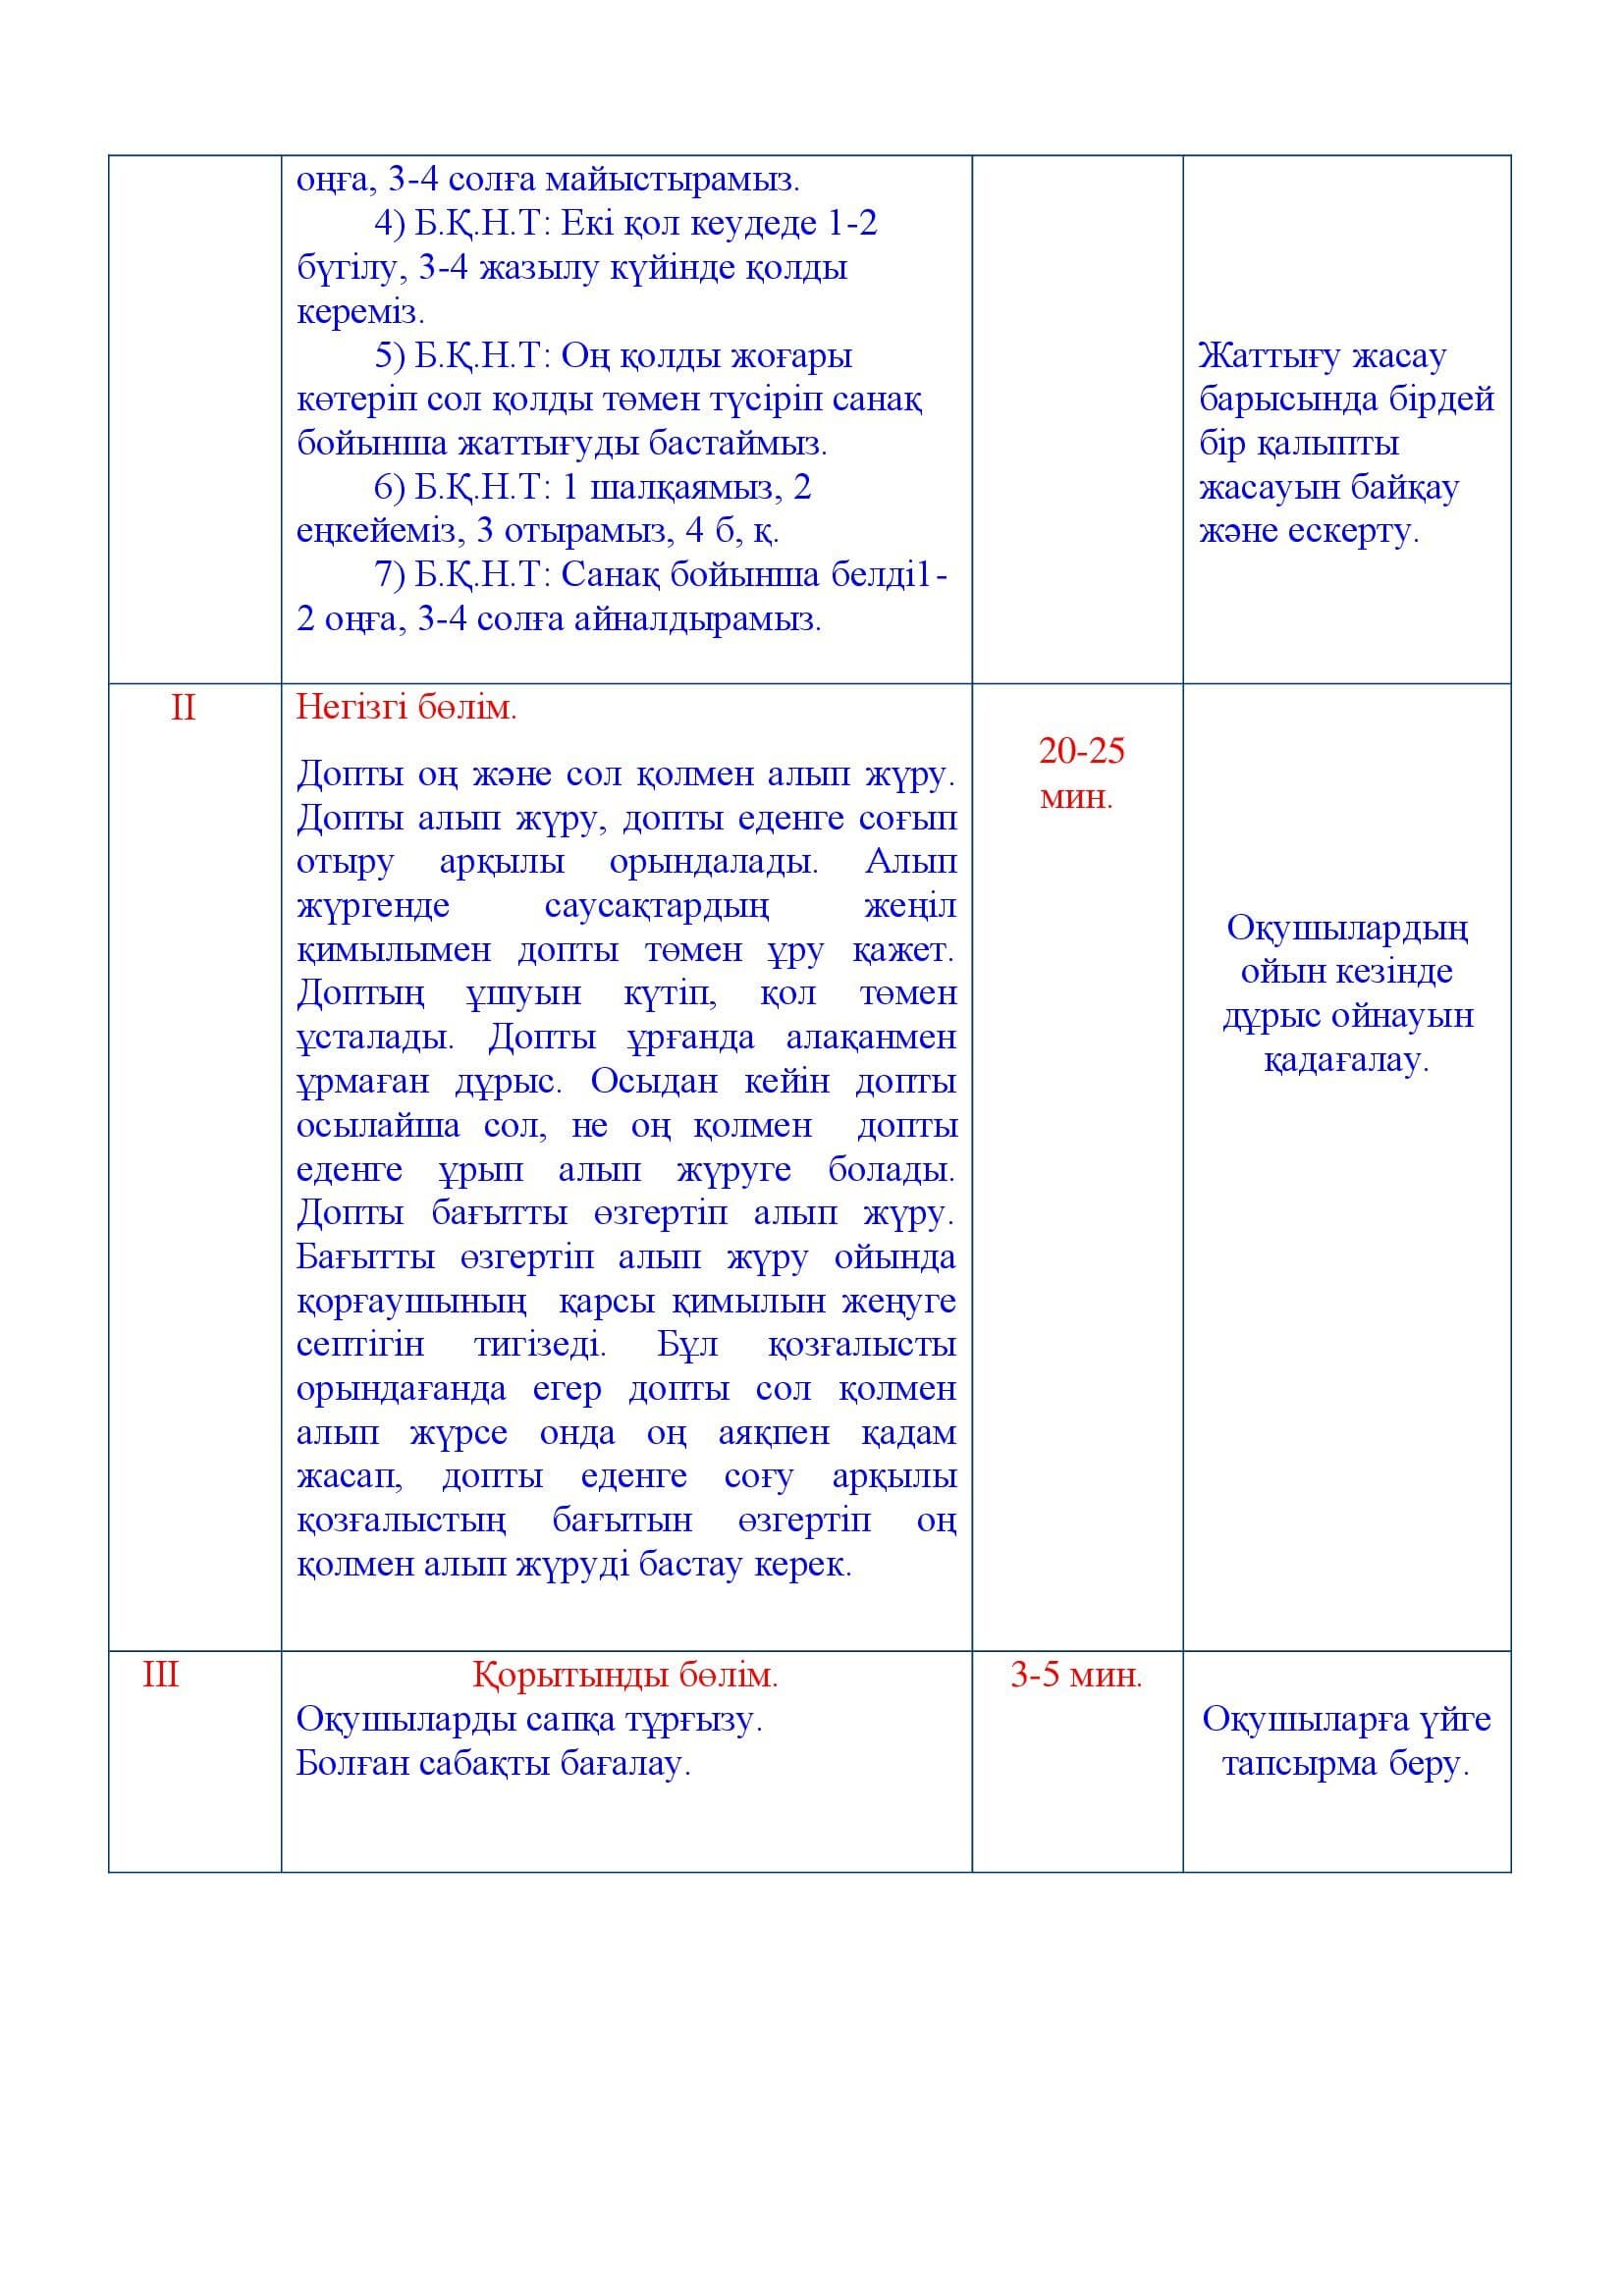 оңға, 3-4 солға майыстырамыз.
4) Б.Қ.Н.Т: Екі қол кеудеде 1-2
бүгілу, 3-4 жазылу күйінде қолды
кереміз.
5) Б.Қ.Н.Т: Оң қолды жоғары
көтеріп сол қолды төмен түсіріп санақ
бойынша жаттығуды бастаймыз.
6) Б.Қ.Н.Т: 1 шалқаямыз, 2
еңкейеміз, 3 отырамыз, 4 б, қ.
7) Б.Қ.Н.Т: Санақ бойынша белді1-
2 оңға, 3-4 солға айналдырамыз.
Жаттығу жасау
барысында бірдей
бір қалыпты
жасауын байқау
және ескерту.
II
Негізгі бөлім.
Допты оң және сол қолмен алып жүру.
Допты алып жүру, допты еденге соғып
отыру арқылы орындалады. Алып
жүргенде саусақтардың жеңіл
қимылымен допты төмен ұру қажет.
Доптың ұшуын күтіп, қол төмен
ұсталады. Допты ұрғанда алақанмен
ұрмаған дұрыс. Осыдан кейін допты
осылайша сол, не оң қолмен допты
еденге ұрып алып жүруге болады.
Допты бағытты өзгертіп алып жүру.
Бағытты өзгертіп алып жүру ойында
қорғаушының қарсы қимылын жеңуге
септігін тигізеді. Бұл қозғалысты
орындағанда егер допты сол қолмен
алып жүрсе онда оң аяқпен қадам
жасап, допты еденге соғу арқылы
қозғалыстың бағытын өзгертіп оң
қолмен алып жүруді бастау керек.
20-25
мин.
Оқушылардың
ойын кезінде
дұрыс ойнауын
қадағалау.
III
Қорытынды бөлім.
Оқушыларды сапқа тұрғызу.
Болған сабақты бағалау.
3-5 мин.
Оқушыларға үйге
тапсырма беру.